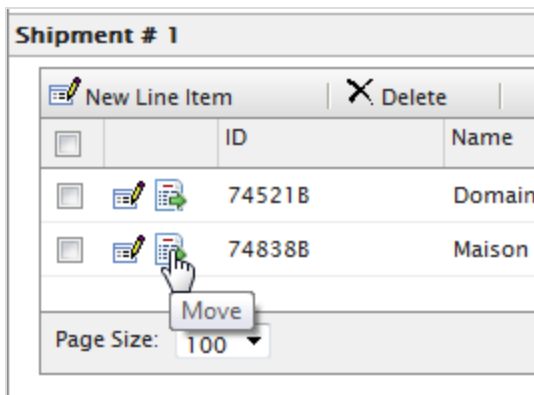 Shipment # 1
New Line Item | Delete |
ID Name
74521B Domain
74838B Maison
Move
Page Size: 100